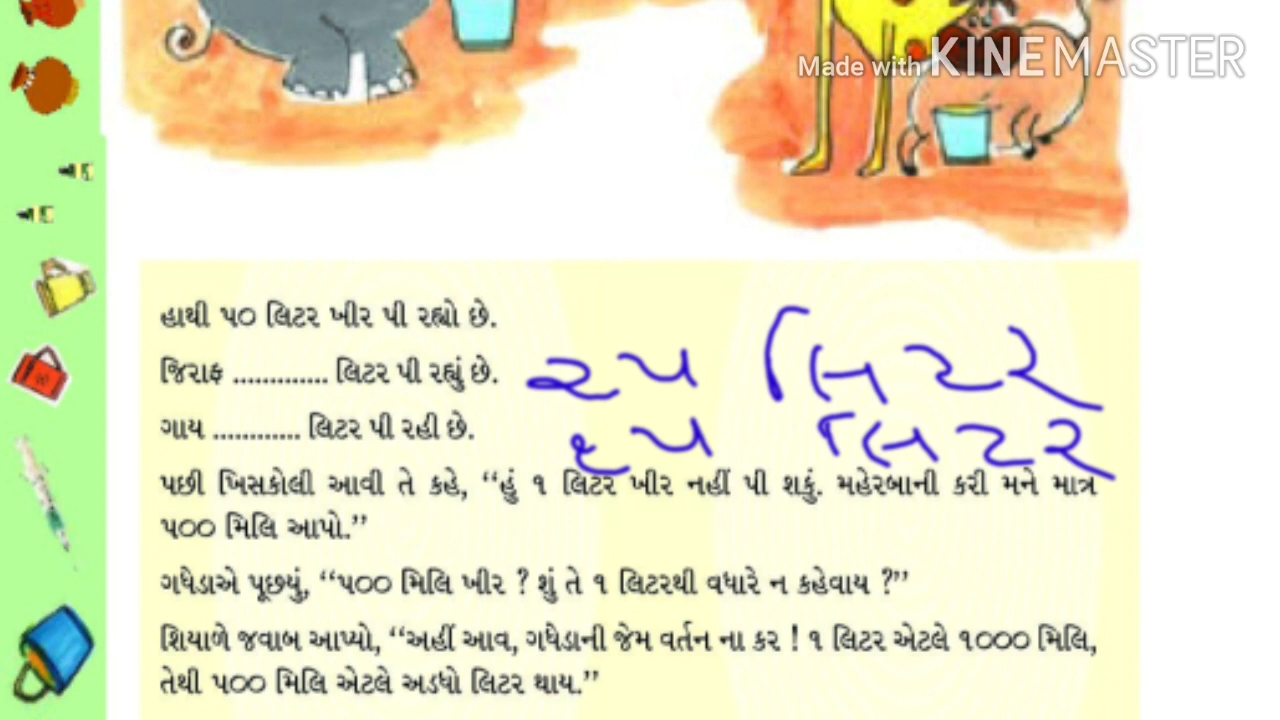 Made with KINEMASTER
હાથી ૫૦ લિટર ખીર પી રહ્યો છે.
જિરાફ ............. લિટર પી રહ્યું છે. ૨૫ લિટર
ગાય ............ લિટર પી રહી છે. ૬૫ લિટર
પછી ખિસકોલી આવી તે કહે, “હું ૧ લિટર ખીર નહીં પી શકું. મહેરબાની કરી મને માત્ર
૫૦૦ મિલિ આપો.”
ગધેડાએ પૂછયું, “૫૦૦ મિલિ ખીર ? શું તે ૧ લિટરથી વધારે ન કહેવાય ?”
શિયાળે જવાબ આપ્યો, “અહીં આવ, ગધેડાની જેમ વર્તન ના કર ! ૧ લિટર એટલે ૧૦૦૦ મિલિ,
તેથી ૫૦૦ મિલિ એટલે અડધો લિટર થાય.”